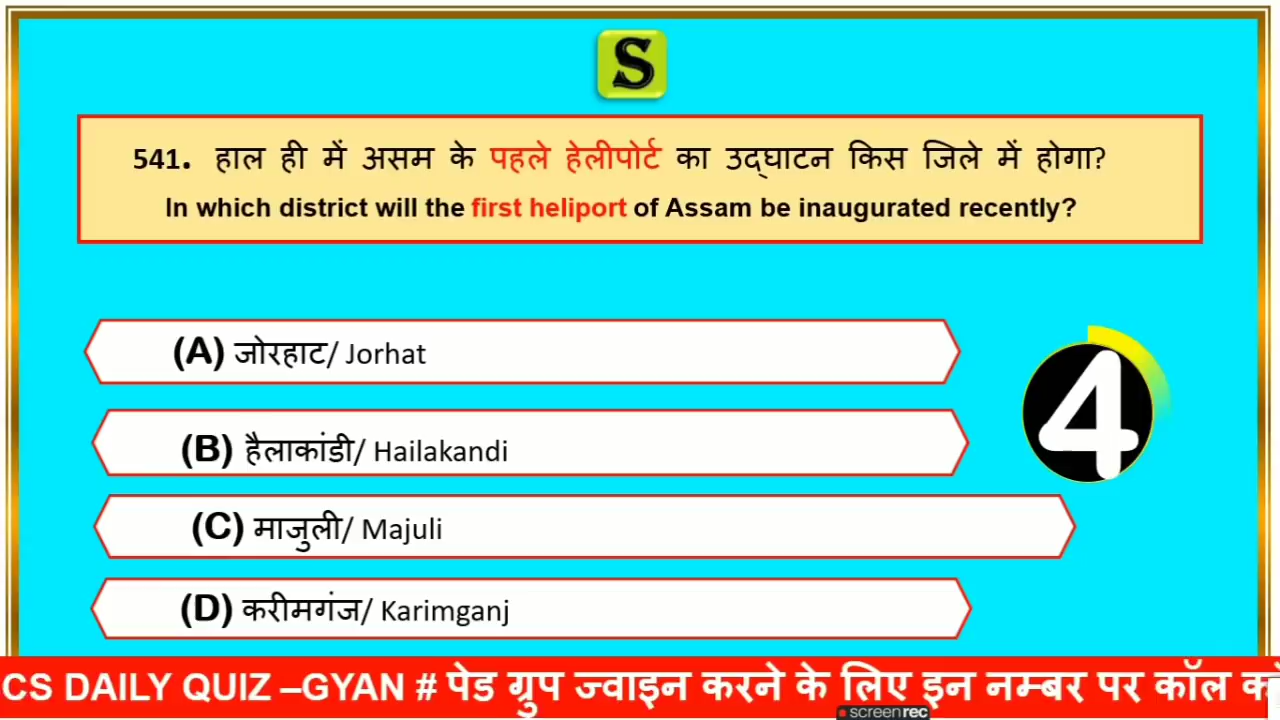 S
541. हाल ही में असम के पहले हेलीपोर्ट का उद्घाटन किस जिले में होगा?
In which district will the first heliport of Assam be inaugurated recently?
(A) जोरहाट/ Jorhat
(B) हैलाकांडी/ Hailakandi
4
(C) माजुली/ Majuli
(D) करीमगंज/ Karimganj
CS DAILY QUIZ –GYAN # पेड ग्रुप ज्वाइन करने के लिए इन नम्बर पर कॉल
screenrec